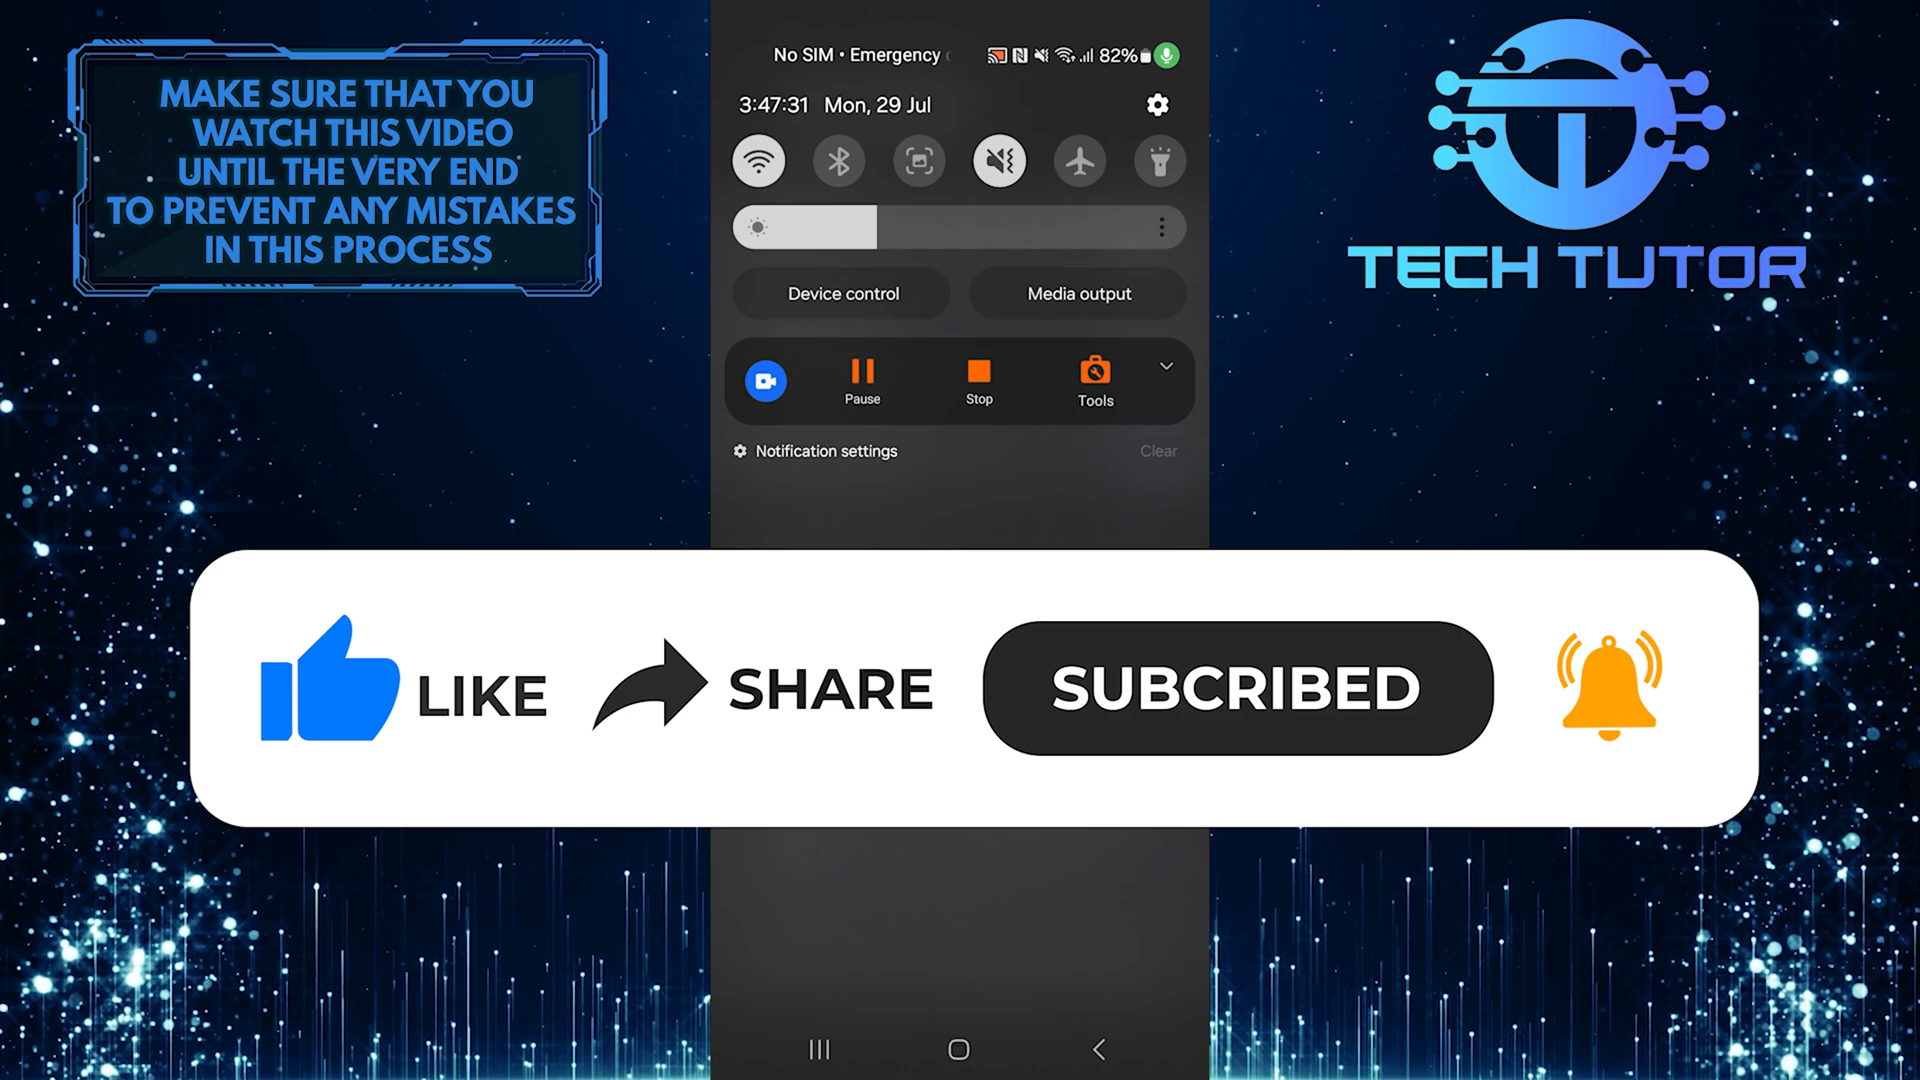 MAKE SURE THAT YOU
WATCH THIS VIDEO
UNTIL THE VERY END
TO PREVENT ANY MISTAKES
IN THIS PROCESS
No SIM • Emergency
82%
3:47:31 Mon, 29 Jul
TECH TUTOR
Device control
Media output
Pause
Stop
Tools
Notification settings
Clear
LIKE
SHARE
SUBCRIBED